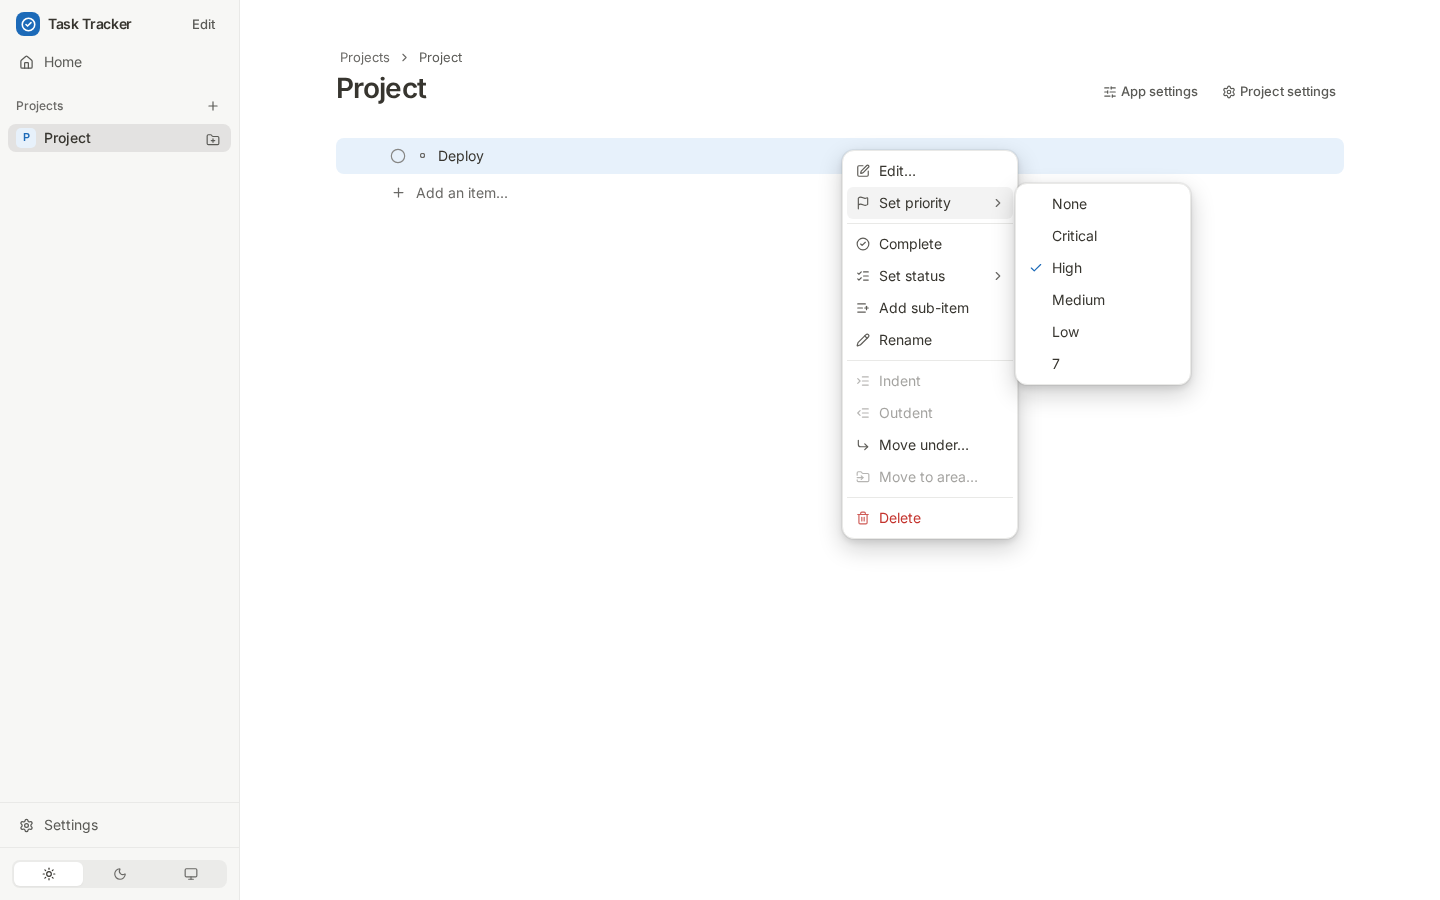 Task Tracker
Edit
Home
Projects
P
Project
Settings
Projects
Project
Project
App settings
Project settings
Deploy
Add an item...
Edit...
Set priority
Complete
Set status
Add sub-item
Rename
Indent
Outdent
Move under...
Move to area...
Delete
None
Critical
High
Medium
Low
7